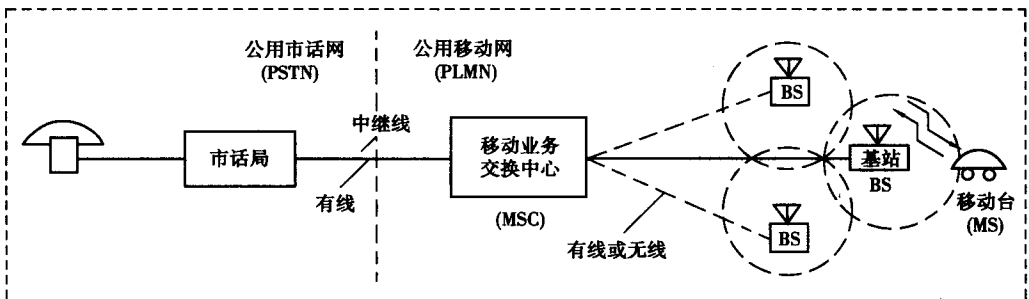 公用市话网
(PSTN)
公用移动网
(PLMN)
中继线
市话局
有线
移动业务
交换中心
(MSC)
有线或无线
BS
基站
BS
BS
移动台
(MS)